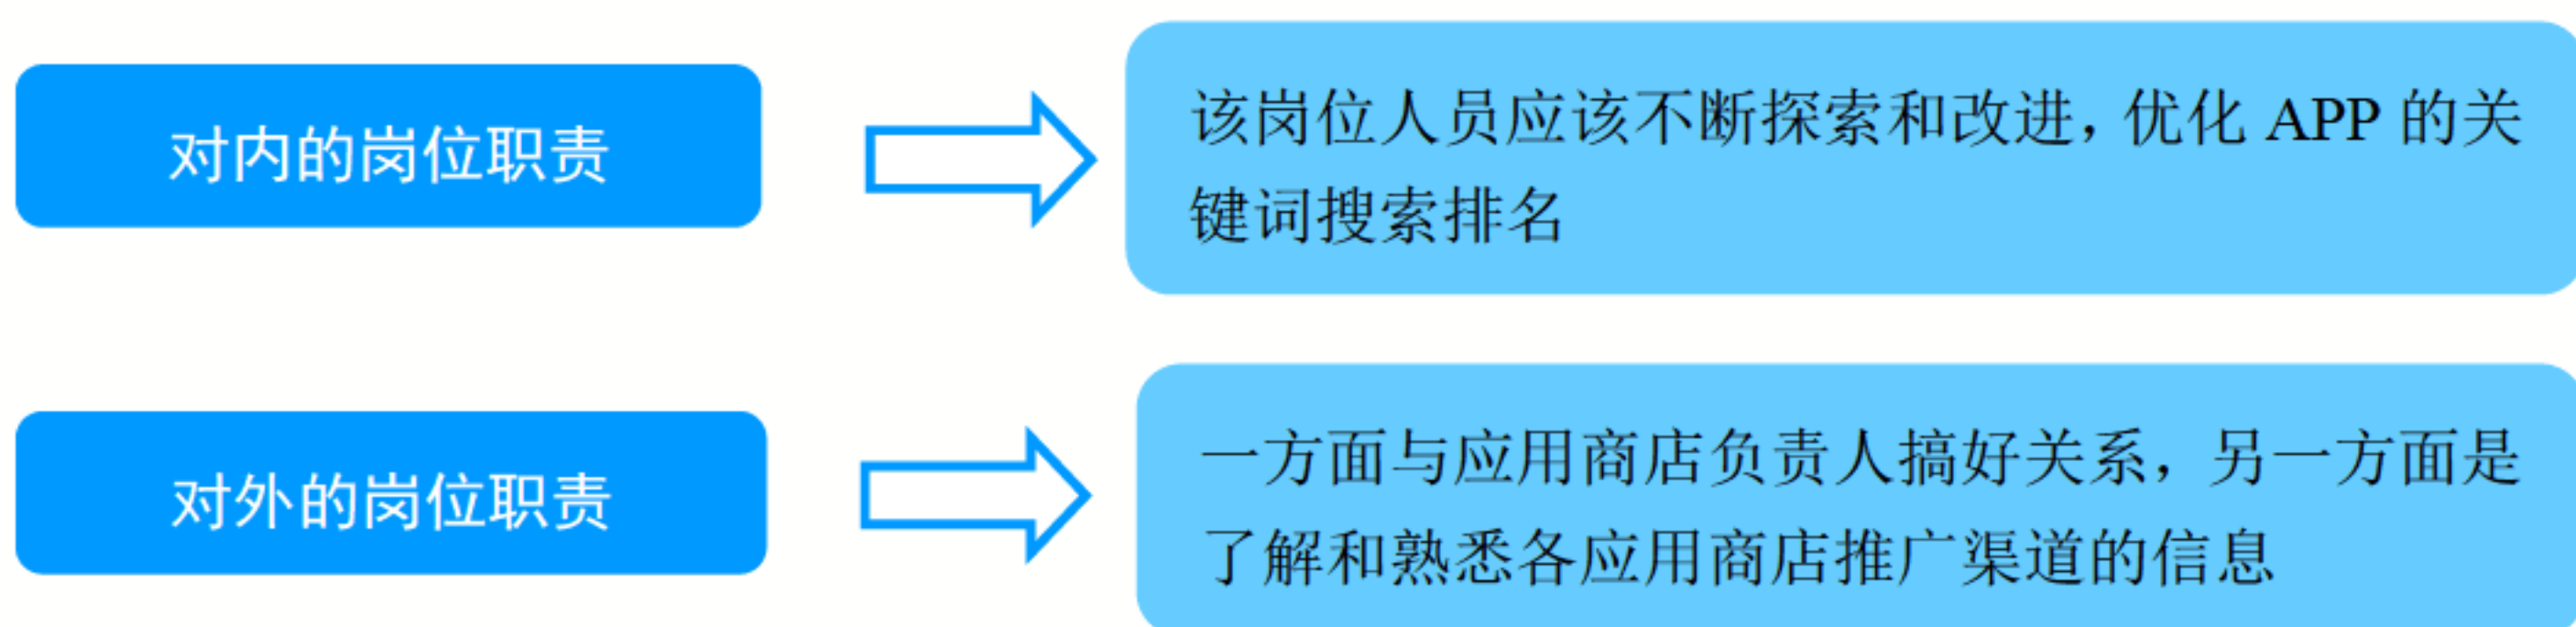 对内的岗位职责
该岗位人员应该不断探索和改进，优化 APP 的关
键词搜索排名
对外的岗位职责
一方面与应用商店负责人搞好关系，另一方面是
了解和熟悉各应用商店推广渠道的信息